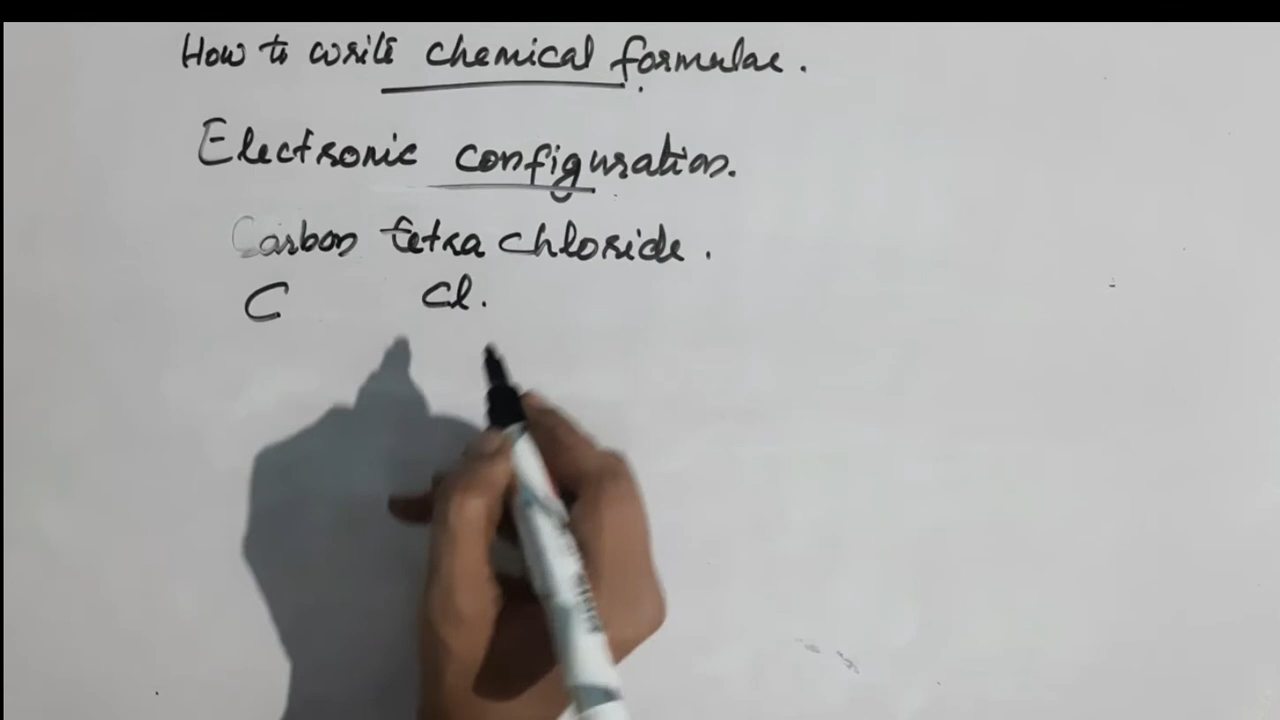 How to write chemical formulae.
Electronic configuration.
Carbon tetra chloride.
C Cl.